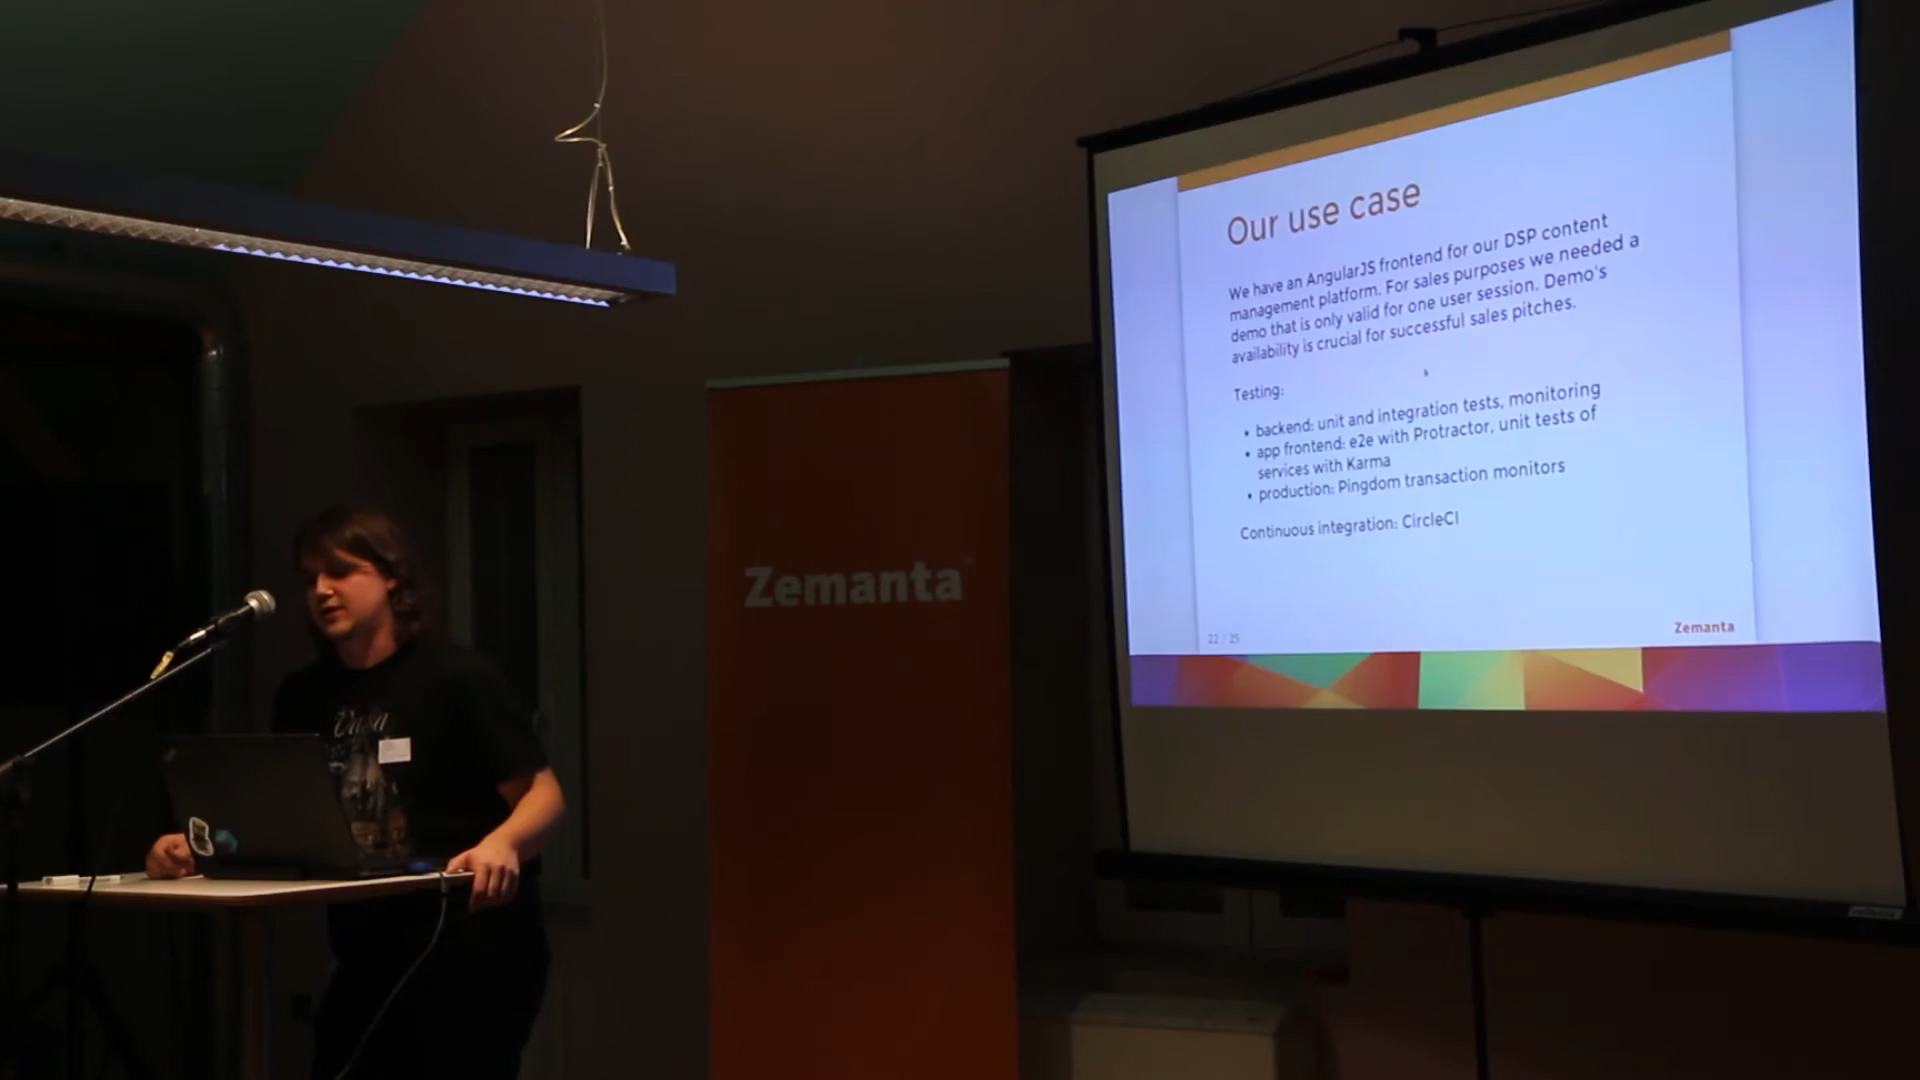 Our use case
We have an AngularJS frontend for our DSP content
management platform. For sales purposes we needed a
demo that is only valid for one user session. Demo's
availability is crucial for successful sales pitches.
Testing:
• backend: unit and integration tests, monitoring
• app frontend: e2e with Protractor, unit tests of
services with Karma
• production: Pingdom transaction monitors
Continuous integration: CircleCI
22 / 25
Zemanta
Zemanta